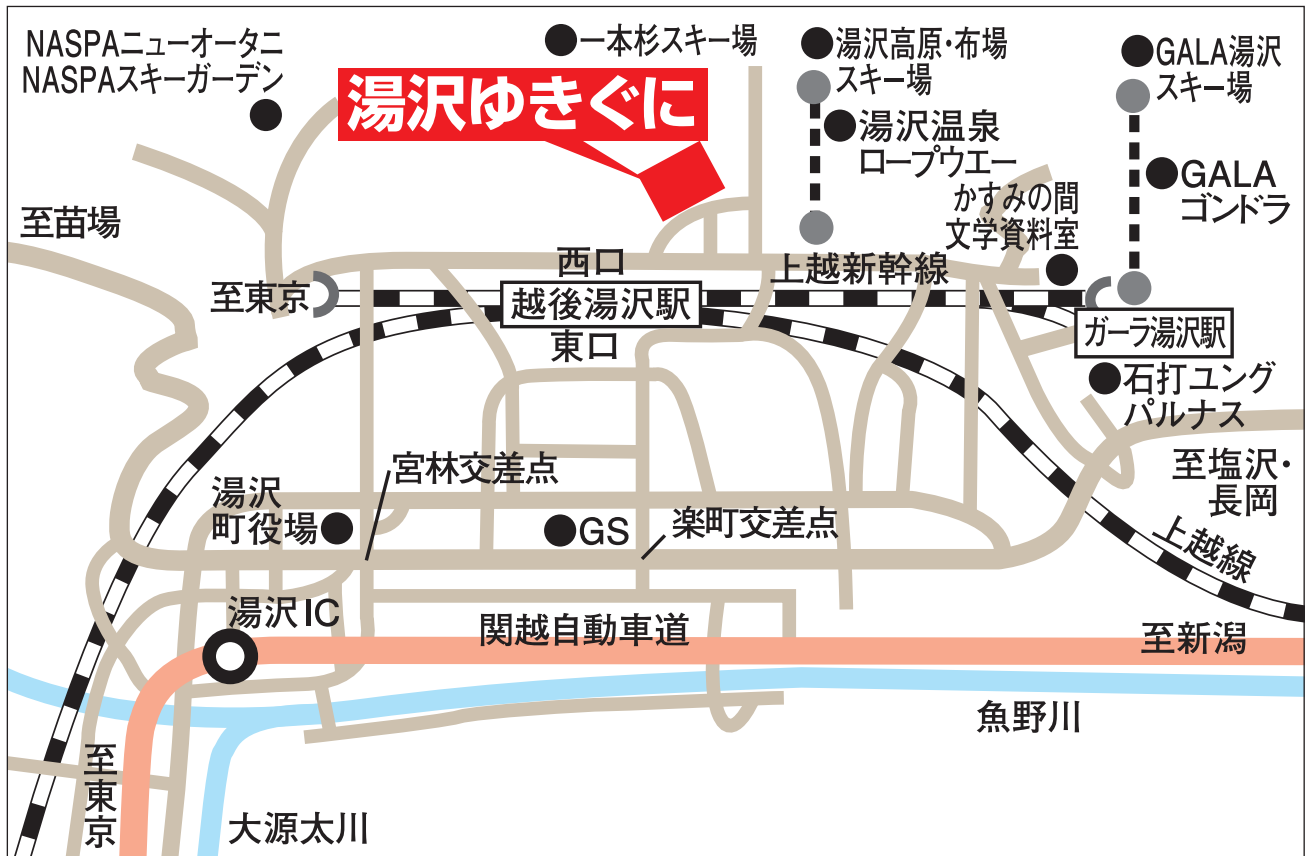 NASPAニューオータニ
NASPAスキーガーデン
一本杉スキー場
湯沢高原・布場
スキー場
GALA湯沢
スキー場
湯沢ゆきぐに
湯沢温泉
ロープウエー
GALA
ゴンドラ
かすみの間
文学資料室
至苗場
西口
上越新幹線
至東京
越後湯沢駅
東口
ガーラ湯沢駅
石打ユング
パルナス
宮林交差点
至塩沢・
長岡
湯沢
町役場
GS
楽町交差点
上越線
湯沢IC
関越自動車道
至新潟
魚野川
至東京
大源太川